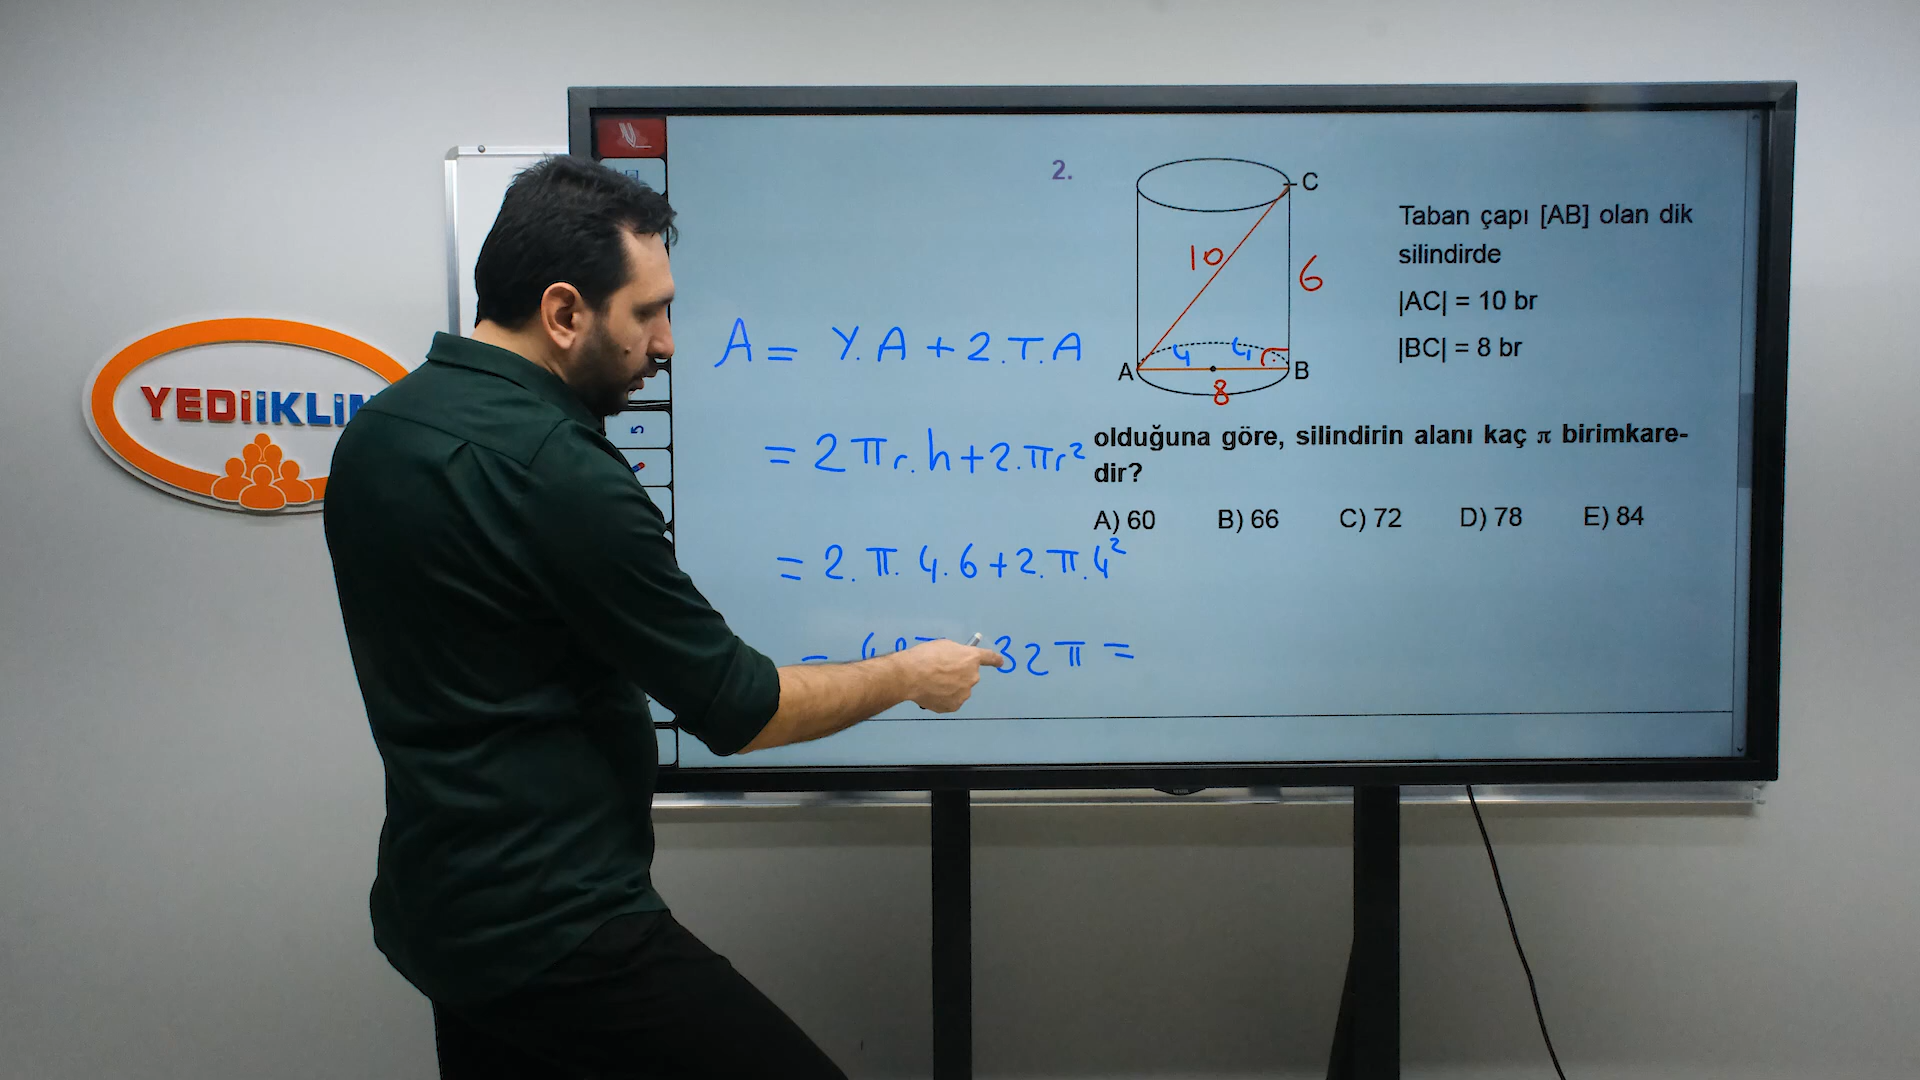 YEDİİKLİM
2.
C
10
6
4 4
A
B
8
Taban çapı [AB] olan dik
silindirde
|AC| = 10 br
|BC| = 8 br
olduğuna göre, silindirin alanı kaç π birimkare-
dir?
A) 60 B) 66 C) 72 D) 78 E) 84
A = Y.A + 2.T.A
= 2πr.h+2.πr²
= 2.π.4.6+2.π.4²
= 32π =